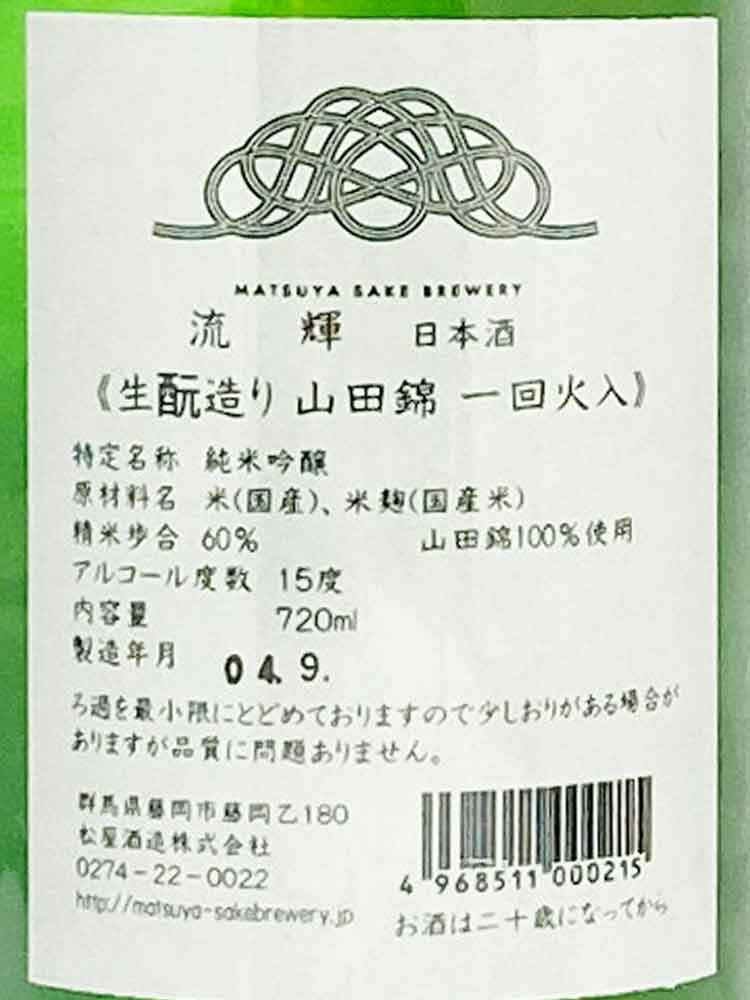 MATSUYA SAKE BREWERY
流 輝 日本酒
《生酛造り 山田錦 一回火入》
特定名称 純米吟醸
原材料名 米(国産)、米麹(国産米)
精米歩合 60% 山田錦100%使用
アルコール度数 15度
内容量 720ml
製造年月 04.9.
ろ過を最小限にとどめておりますので少しおりがある場合が
ありますが品質に問題ありません。
群馬県藤岡市藤岡乙180
松屋酒造株式会社
0274-22-0022
http://matsuya-sakebrewery.jp
4 968511 000215
お酒は二十歳になってから